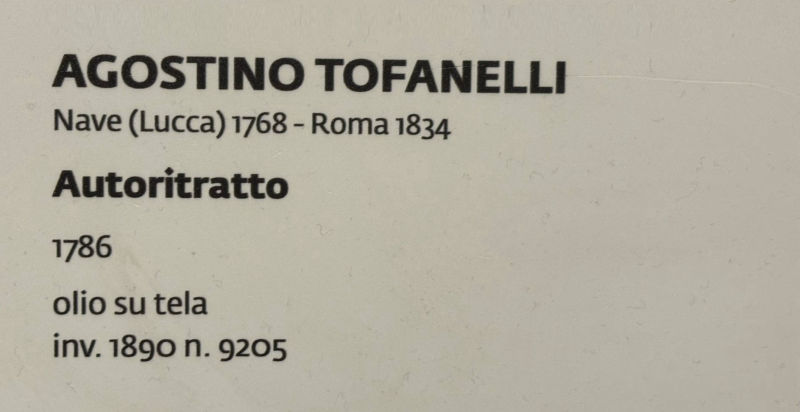 AGOSTINO TOFANELLI
Nave (Lucca) 1768 - Roma 1834
Autoritratto
1786
olio su tela
inv. 1890 n. 9205